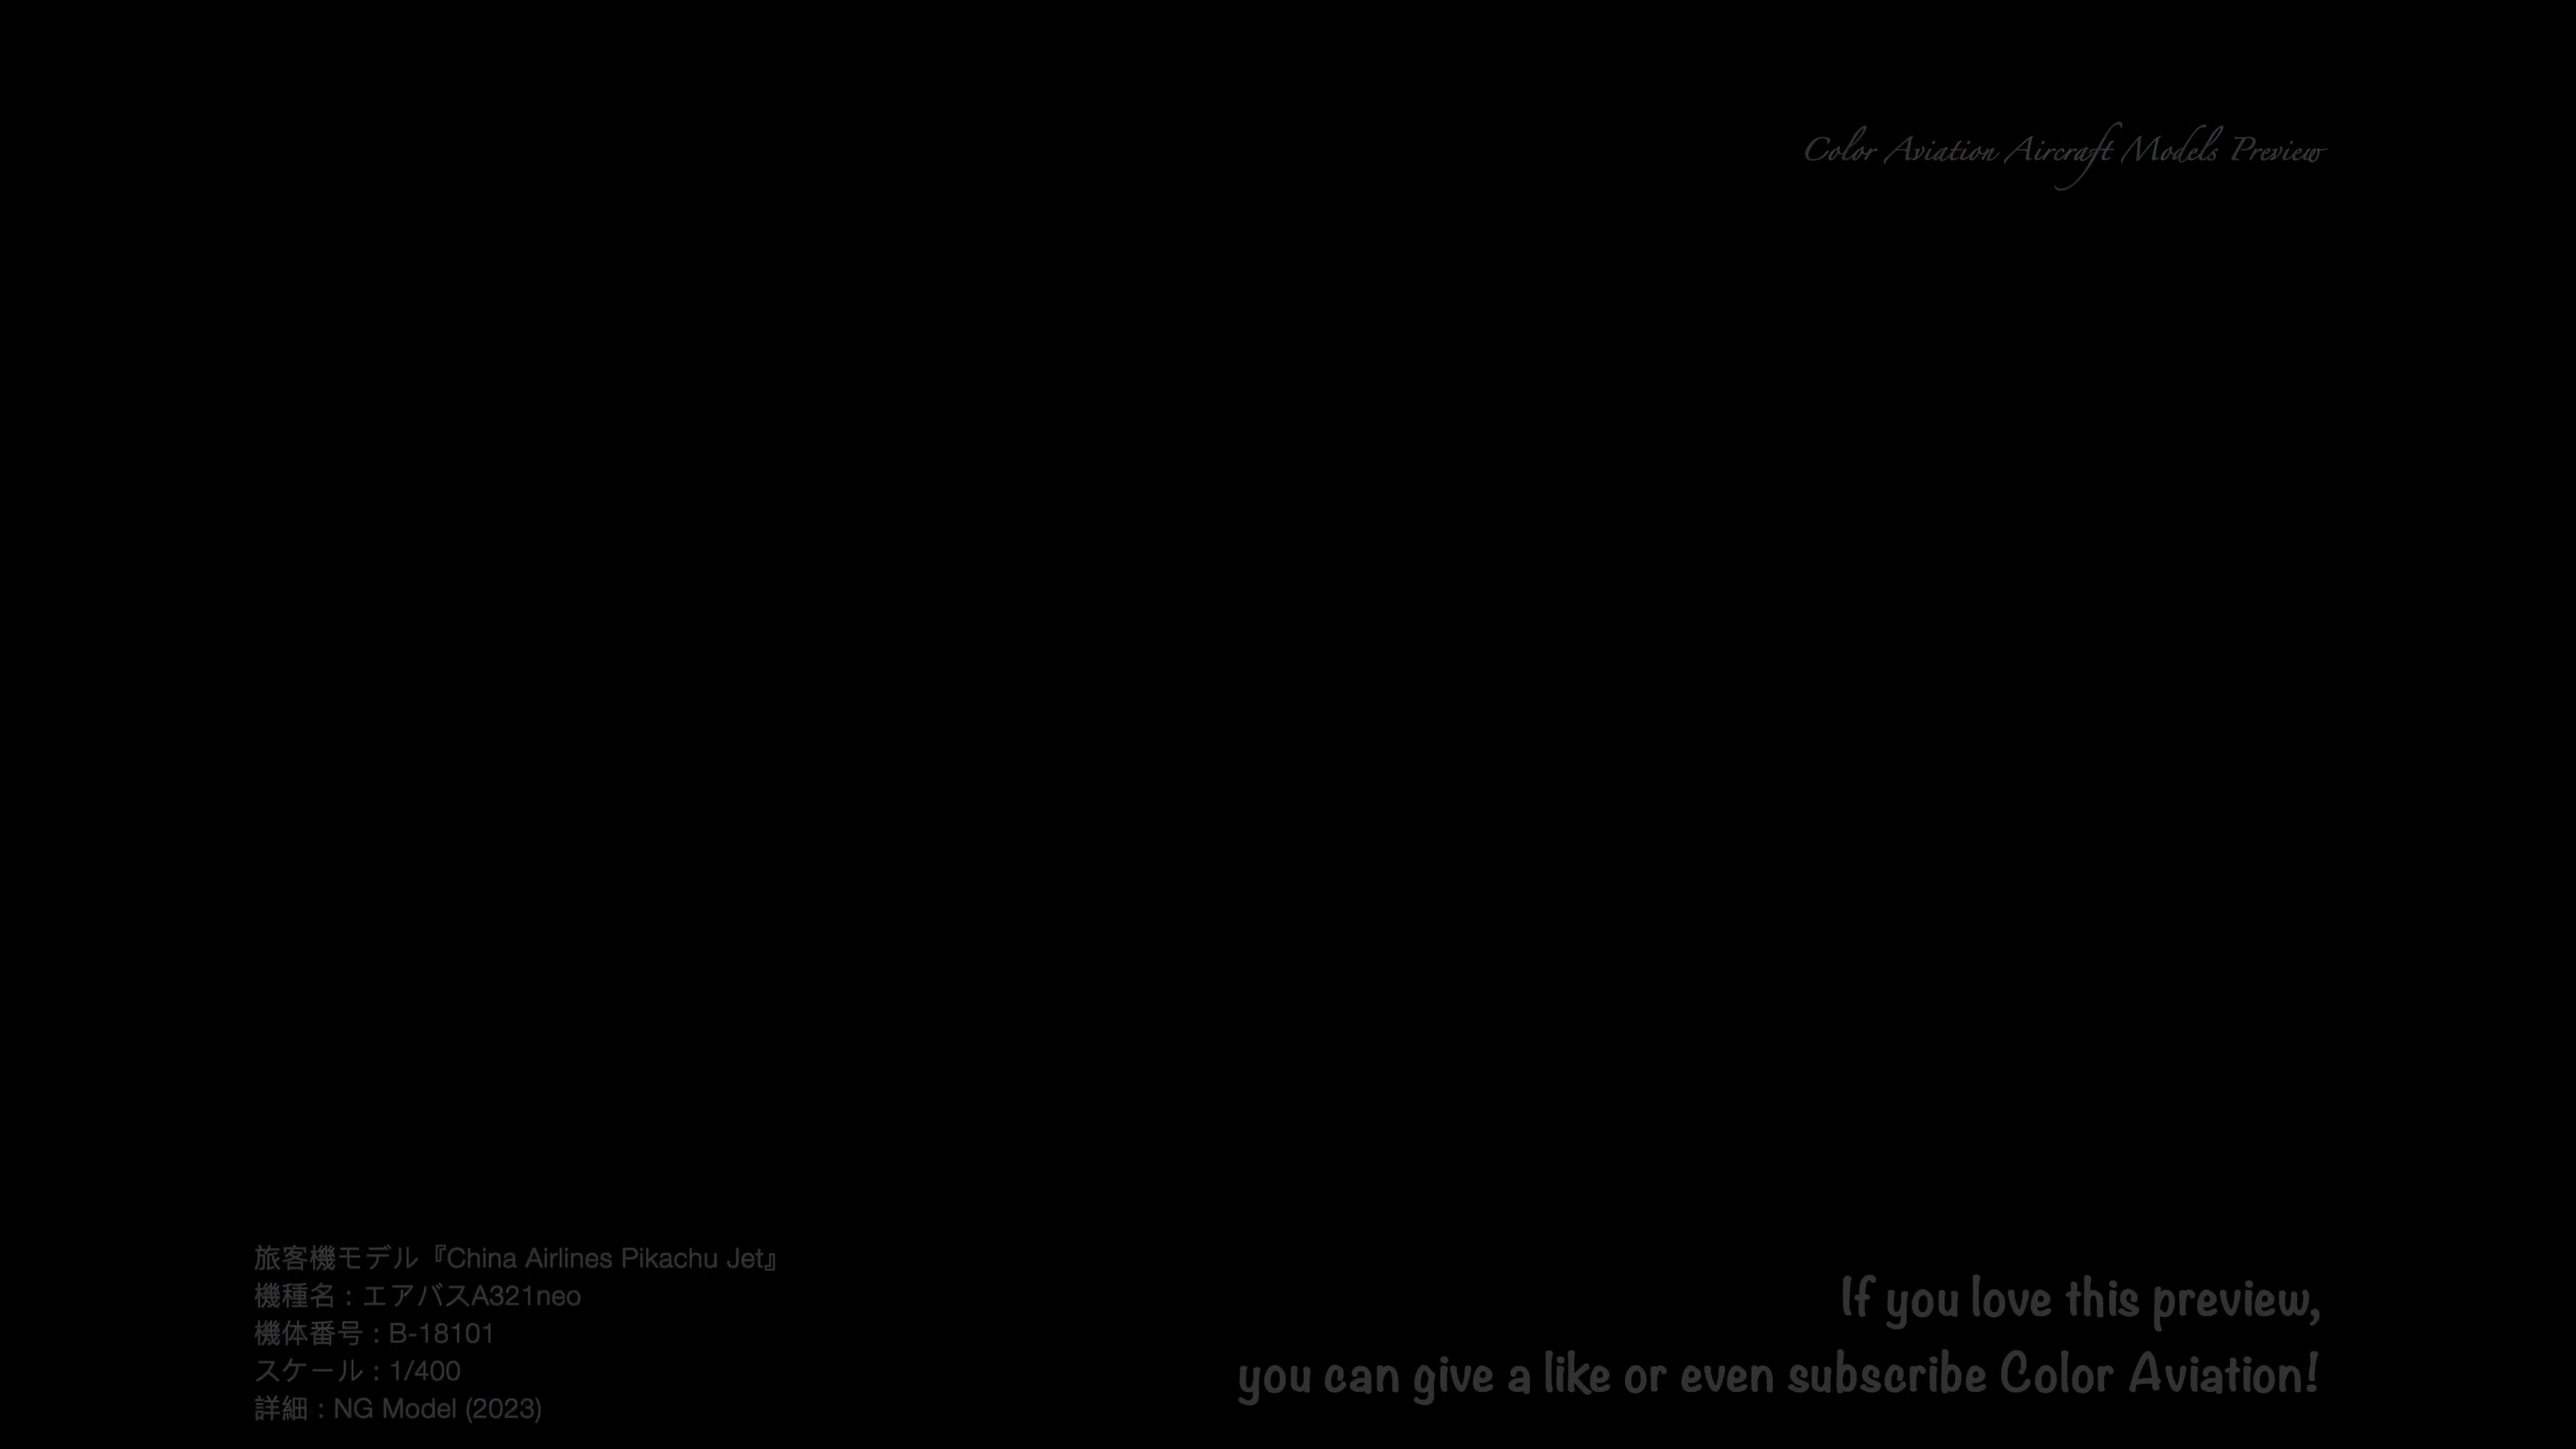 Color Aviation Aircraft Models Preview
旅客機モデル『China Airlines Pikachu Jet』
機種名 : エアバスA321neo
機体番号 : B-18101
スケール : 1/400
詳細 : NG Model (2023)
If you love this preview,
you can give a like or even subscribe Color Aviation!